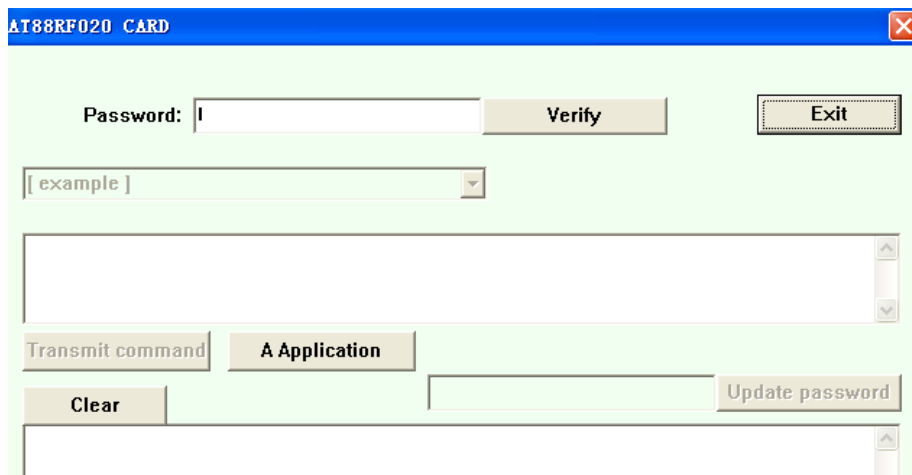 AT88RF020 CARD
Password:
Verify
Exit
[ example ]
Transmit command
A Application
Update password
Clear